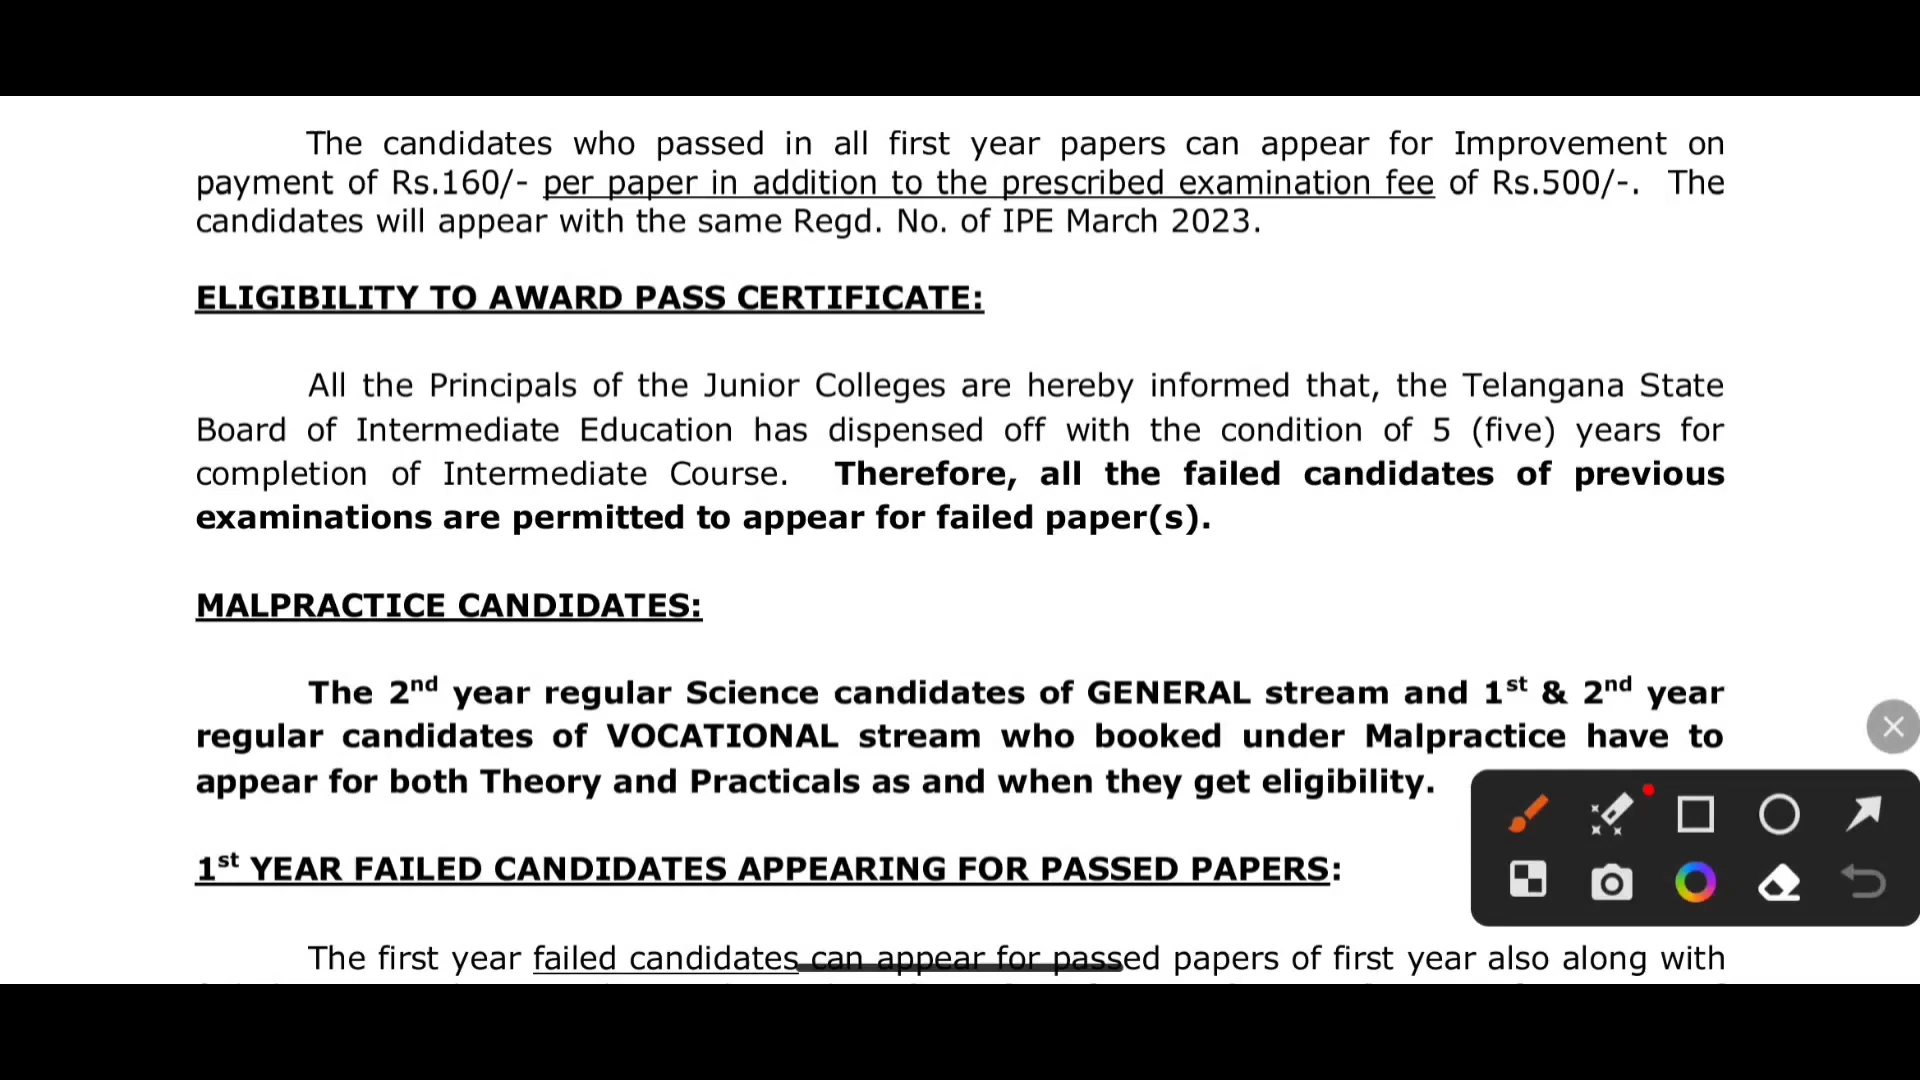 The candidates who passed in all first year papers can appear for Improvement on
payment of Rs.160/- per paper in addition to the prescribed examination fee of Rs.500/-. The
candidates will appear with the same Regd. No. of IPE March 2023.
ELIGIBILITY TO AWARD PASS CERTIFICATE:
All the Principals of the Junior Colleges are hereby informed that, the Telangana State
Board of Intermediate Education has dispensed off with the condition of 5 (five) years for
completion of Intermediate Course. Therefore, all the failed candidates of previous
examinations are permitted to appear for failed paper(s).
MALPRACTICE CANDIDATES:
The 2nd year regular Science candidates of GENERAL stream and 1st & 2nd year
regular candidates of VOCATIONAL stream who booked under Malpractice have to
appear for both Theory and Practicals as and when they get eligibility.
1st YEAR FAILED CANDIDATES APPEARING FOR PASSED PAPERS:
The first year failed candidates can appear for passed papers of first year also along with